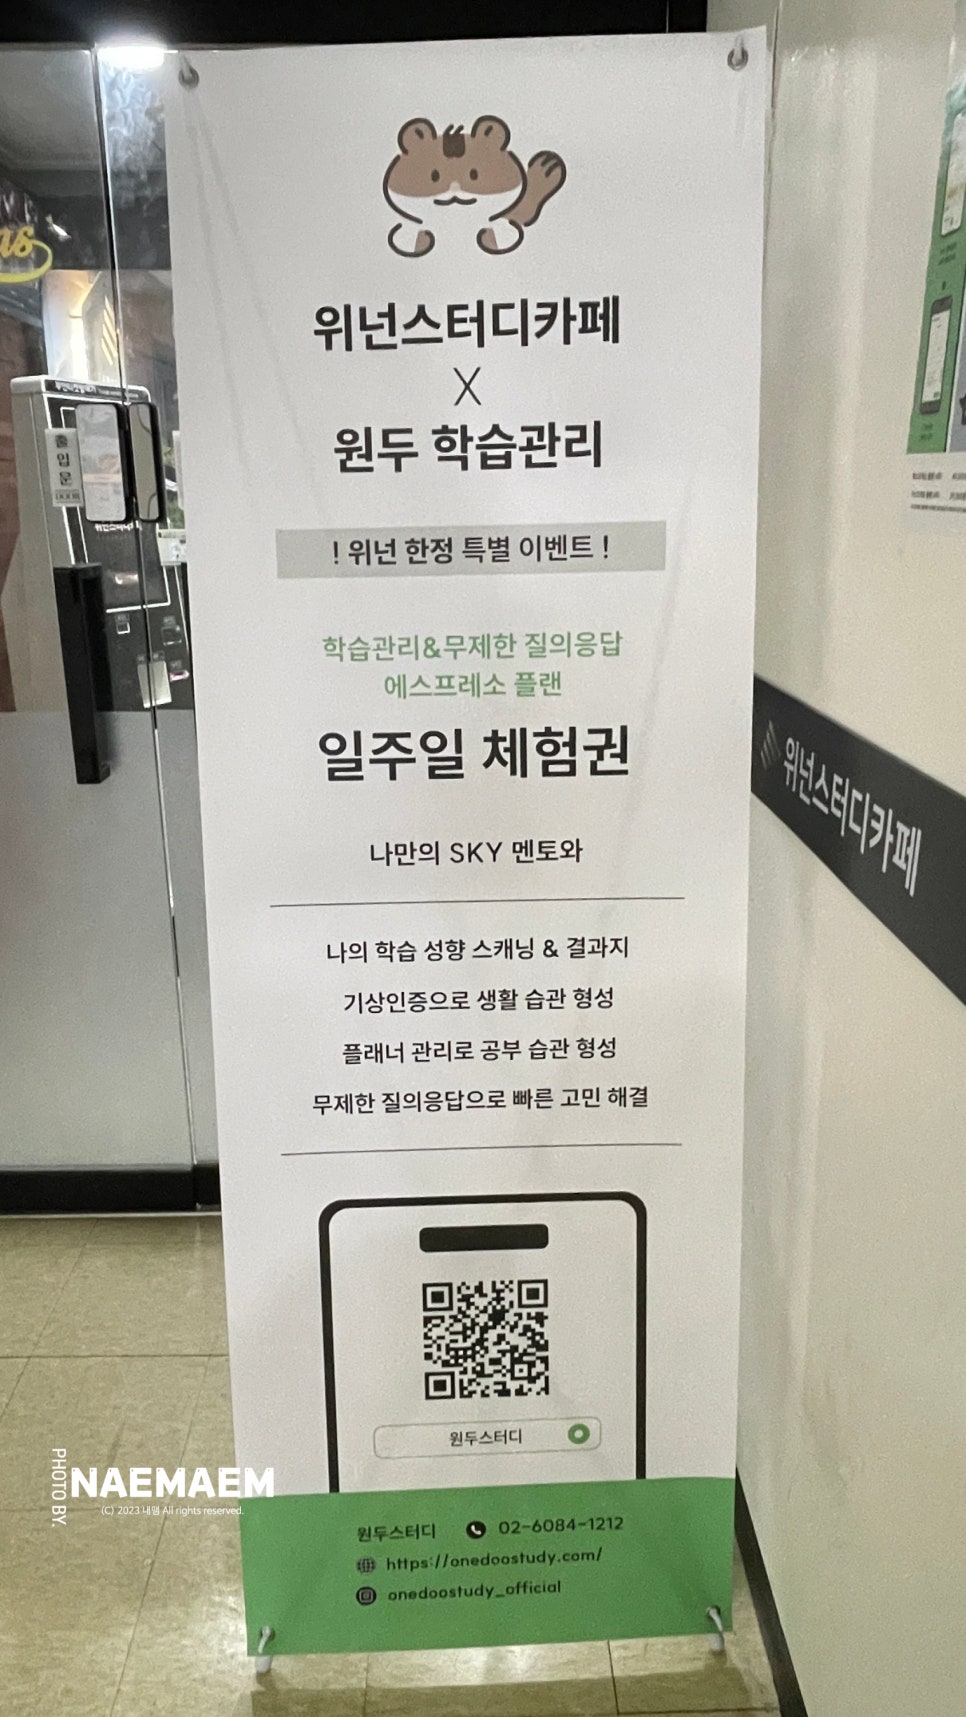 위넌스터디카페
X
원두 학습관리
! 위넌 한정 특별 이벤트 !
학습관리&무제한 질의응답
에스프레소 플랜
일주일 체험권
나만의 SKY 멘토와
나의 학습 성향 스캐닝 & 결과지
기상인증으로 생활 습관 형성
플래너 관리로 공부 습관 형성
무제한 질의응답으로 빠른 고민 해결
원두스터디
원두스터디 02-6084-1212
https://onedoostudy.com/
onedoostudy_official
위넌스터디카페
출입문
PHOTO BY.
NAEMAEM
(C) 2023 내맴 All rights reserved.